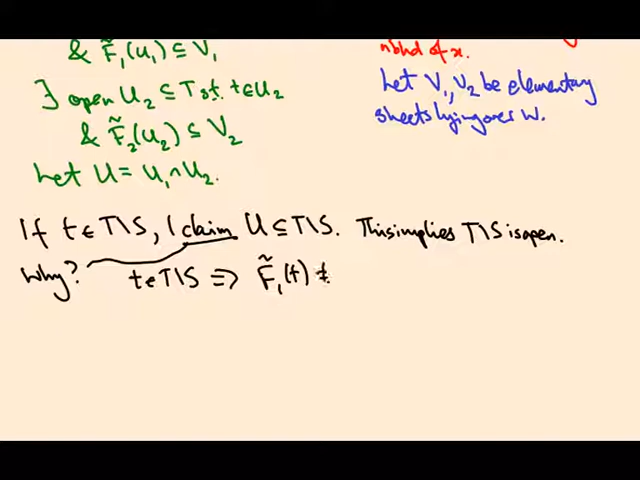 & F̃₁(U₁) ⊆ V₁
∃ open U₂ ⊆ T s.t. t∈U₂
& F̃₂(U₂) ⊆ V₂
Let U = U₁∩U₂.
nbhd of x.
Let V₁, V₂ be elementary
sheets lying over W.
If t ∈ T\S, I claim U ⊆ T\S. This implies T\S is open.
Why? t∈T\S ⇒ F̃₁(t) ≠